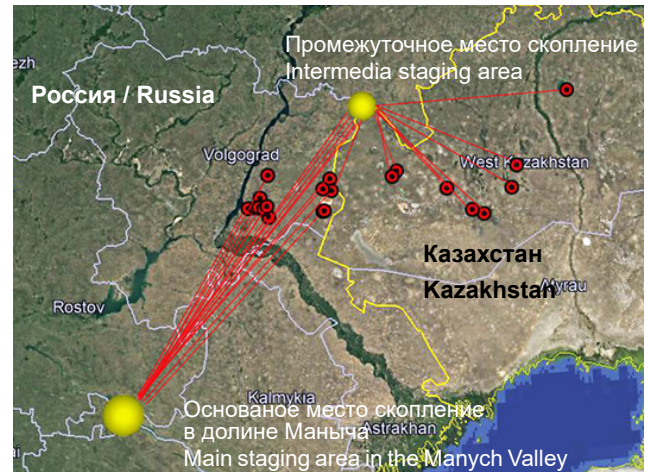 Промежуточное место скопление
Intermedia staging area
ezh
Россия / Russia
Volgograd
West Kazakhstan
Казахстан
Kazakhstan
Atyrau
Rostov
Kalmykia
Основаное место скопление
в долине Маныча
Astrakhan
Main staging area in the Manych Valley
ai